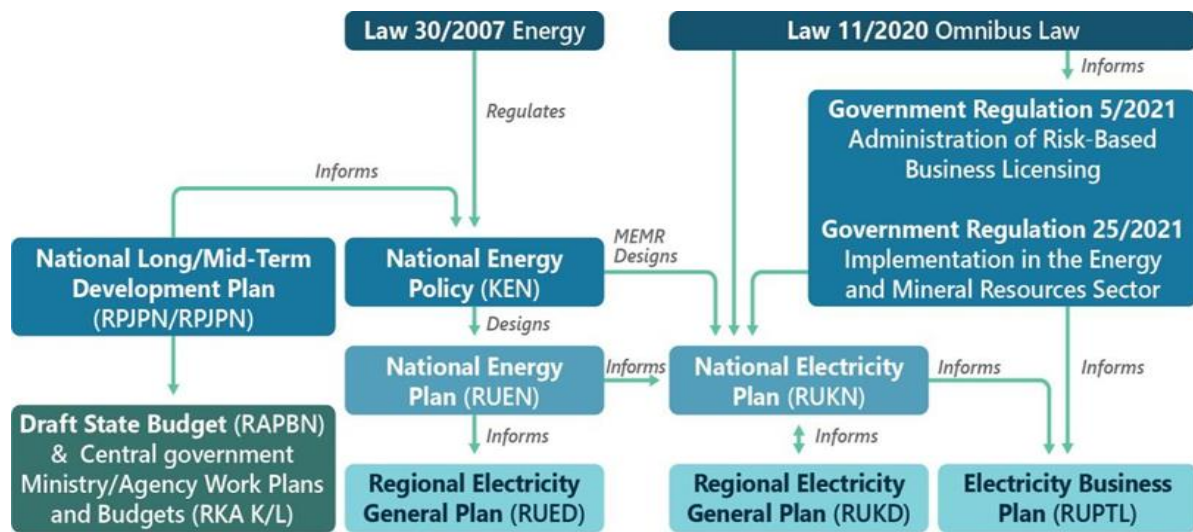 Law 30/2007 Energy
Law 11/2020 Omnibus Law
Informs
Regulates
Government Regulation 5/2021
Administration of Risk-Based
Business Licensing
Government Regulation 25/2021
Implementation in the Energy
and Mineral Resources Sector
Informs
National Long/Mid-Term
Development Plan
(RPJPN/RPJPN)
National Energy
Policy (KEN)
MEMR
Designs
Designs
National Energy
Plan (RUEN)
Informs
National Electricity
Plan (RUKN)
Informs
Informs
Draft State Budget (RAPBN)
& Central government
Ministry/Agency Work Plans
and Budgets (RKA K/L)
Informs
Informs
Regional Electricity
General Plan (RUED)
Regional Electricity
General Plan (RUKD)
Electricity Business
Plan (RUPTL)